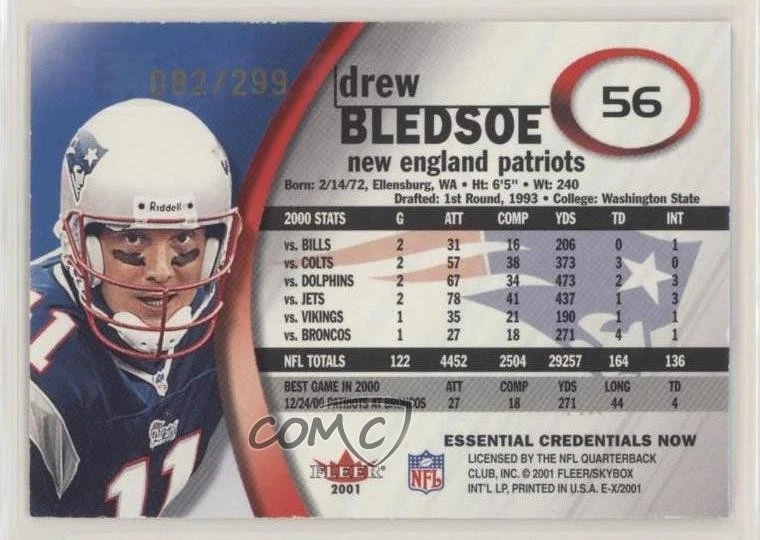 082/299
drew
BLEDSOE
56
new england patriots
Born: 2/14/72, Ellensburg, WA • Ht: 6'5" • Wt: 240
Drafted: 1st Round, 1993 • College: Washington State
2000 STATS G ATT COMP YDS TD INT
vs. BILLS 2 31 16 206 0 1
vs. COLTS 2 57 38 373 3 0
vs. DOLPHINS 2 67 34 473 2 3
vs. JETS 2 78 41 437 1 3
vs. VIKINGS 1 35 21 190 1 1
vs. BRONCOS 1 27 18 271 4 1
NFL TOTALS 122 4452 2504 29257 164 136
BEST GAME IN 2000 ATT COMP YDS LONG TD
12/24/00 PATRIOTS AT BRONCOS 27 18 271 44 4
Riddell
11
11
NFL
PATRIOTS
COMC
FLEER
2001
NFL
ESSENTIAL CREDENTIALS NOW
LICENSED BY THE NFL QUARTERBACK
CLUB, INC. © 2001 FLEER/SKYBOX
INT'L LP, PRINTED IN U.S.A. E-X/2001